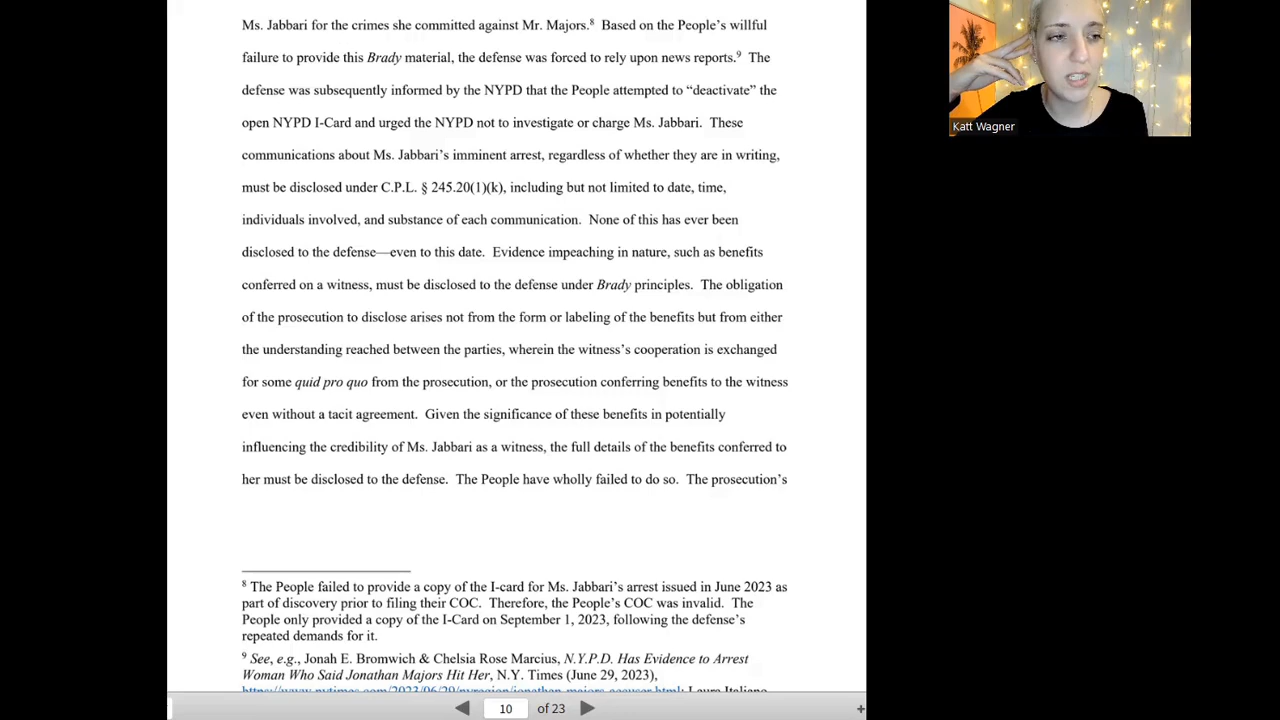 Ms. Jabbari for the crimes she committed against Mr. Majors.8 Based on the People’s willful
failure to provide this Brady material, the defense was forced to rely upon news reports.9 The
defense was subsequently informed by the NYPD that the People attempted to “deactivate” the
open NYPD I-Card and urged the NYPD not to investigate or charge Ms. Jabbari. These
communications about Ms. Jabbari’s imminent arrest, regardless of whether they are in writing,
must be disclosed under C.P.L. § 245.20(1)(k), including but not limited to date, time,
individuals involved, and substance of each communication. None of this has ever been
disclosed to the defense—even to this date. Evidence impeaching in nature, such as benefits
conferred on a witness, must be disclosed to the defense under Brady principles. The obligation
of the prosecution to disclose arises not from the form or labeling of the benefits but from either
the understanding reached between the parties, wherein the witness’s cooperation is exchanged
for some quid pro quo from the prosecution, or the prosecution conferring benefits to the witness
even without a tacit agreement. Given the significance of these benefits in potentially
influencing the credibility of Ms. Jabbari as a witness, the full details of the benefits conferred to
her must be disclosed to the defense. The People have wholly failed to do so. The prosecution’s
8 The People failed to provide a copy of the I-card for Ms. Jabbari’s arrest issued in June 2023 as
part of discovery prior to filing their COC. Therefore, the People’s COC was invalid. The
People only provided a copy of the I-Card on September 1, 2023, following the defense’s
repeated demands for it.
9 See, e.g., Jonah E. Bromwich & Chelsia Rose Marcius, N.Y.P.D. Has Evidence to Arrest
Woman Who Said Jonathan Majors Hit Her, N.Y. Times (June 29, 2023),
https://www.nytimes.com/2023/06/29/nyregion/jonathan-majors-accuser.html; Laura Italiano
10 of 23
Katt Wagner